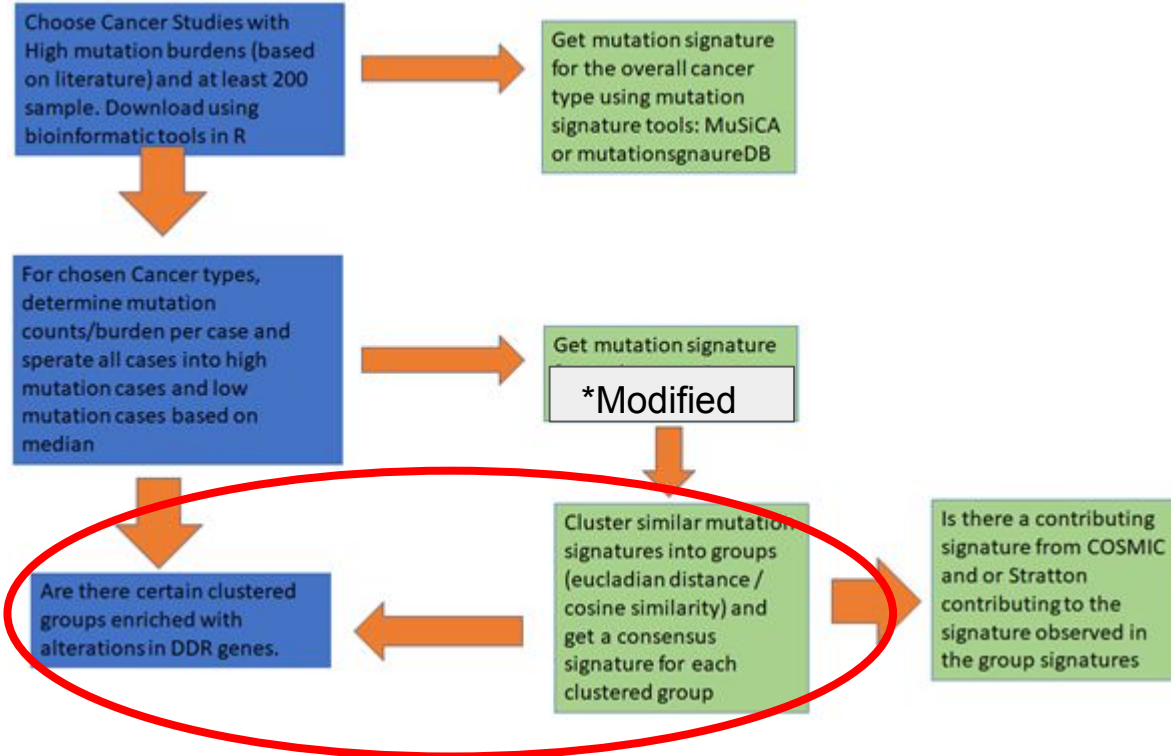 Choose Cancer Studies with
High mutation burdens (based
on literature) and at least 200
sample. Download using
bioinformatic tools in R
Get mutation signature
for the overall cancer
type using mutation
signature tools: MuSiCA
or mutationsgnaureDB
For chosen Cancer types,
determine mutation
counts/burden per case and
sperate all cases into high
mutation cases and low
mutation cases based on
median
Get mutation signature
*Modified
Are there certain clustered
groups enriched with
alterations in DDR genes.
Cluster similar mutation
signatures into groups
(eucladian distance /
cosine similarity) and
get a consensus
signature for each
clustered group
Is there a contributing
signature from COSMIC
and or Stratton
contributing to the
signature observed in
the group signatures